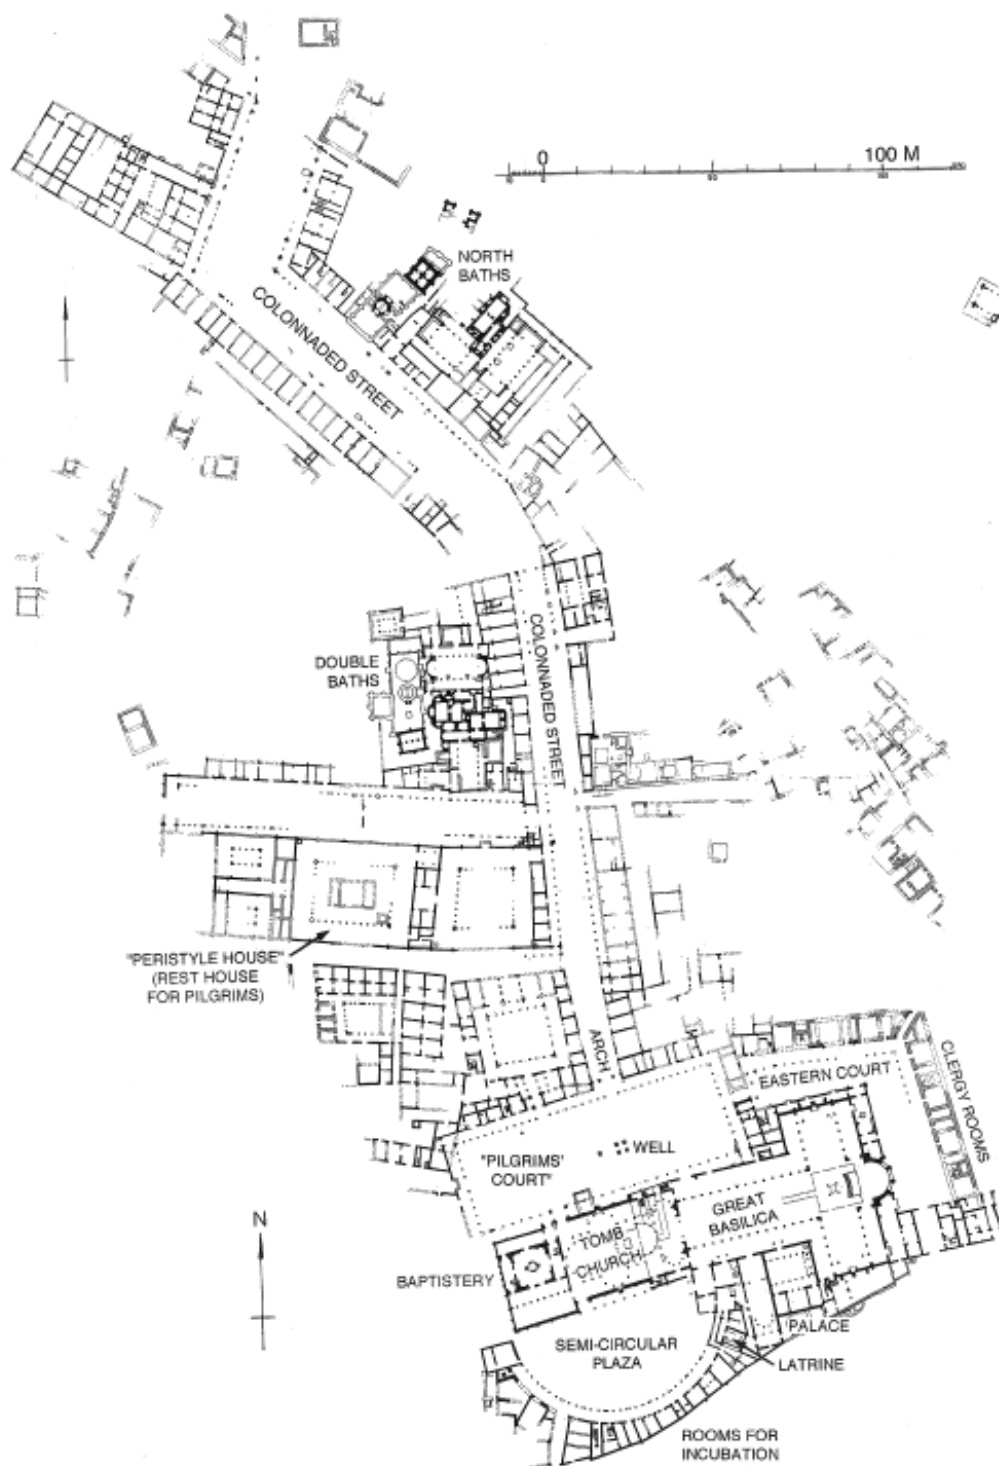 0
100 M
NORTH
BATHS
COLONNADED STREET
DOUBLE
BATHS
COLONNADED STREET
"PERISTYLE HOUSE"
(REST HOUSE
FOR PILGRIMS)
ARCH
EASTERN COURT
CLERGY ROOMS
"PILGRIMS'
COURT"
WELL
GREAT
BASILICA
N
TOMB
CHURCH
BAPTISTERY
PALACE
SEMI-CIRCULAR
PLAZA
LATRINE
ROOMS FOR
INCUBATION